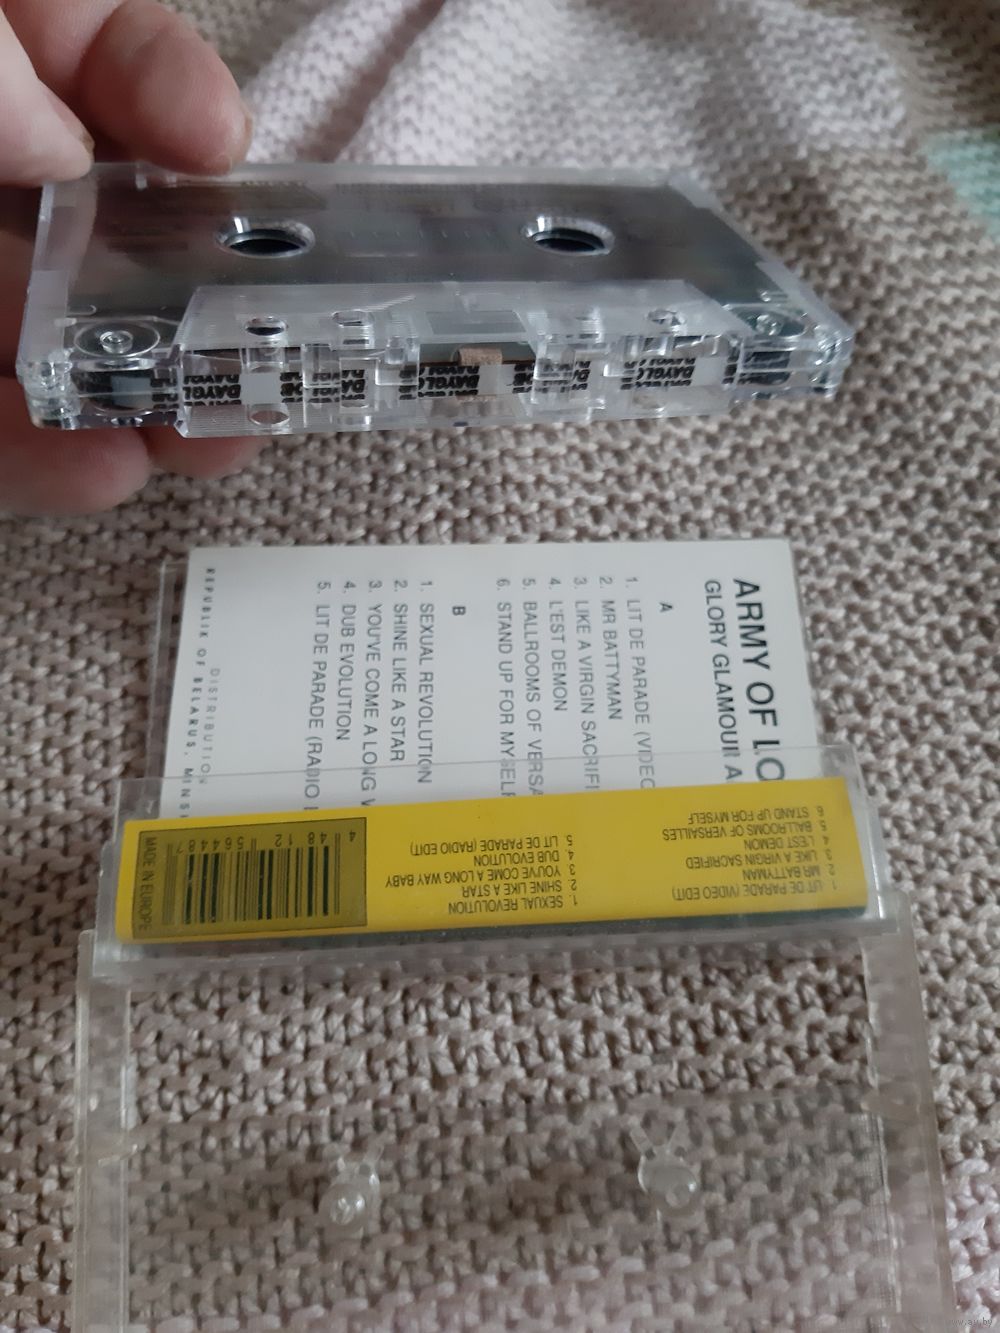 DAYGLO
ARMY OF LO
GLORY GLAMOUR A
A
1. LIT DE PARADE (VIDEO
2. MR BATTYMAN
3. LIKE A VIRGIN SACRIFI
4. L'EST DEMON
5. BALLROOMS OF VERSA
6. STAND UP FOR MYSELF
B
1. SEXUAL REVOLUTION
2. SHINE LIKE A STAR
3. YOU'VE COME A LONG W
4. DUB EVOLUTION
5. LIT DE PARADE (RADIO
DISTRIBUTION
REPUBLIK OF BELARUS, MINS
1. LIT DE PARADE (VIDEO EDIT)
2. MR BATTYMAN
3. LIKE A VIRGIN SACRIFIED
4. L'EST DEMON
5. BALLROOMS OF VERSAILLES
6. STAND UP FOR MYSELF
1. SEXUAL REVOLUTION
2. SHINE LIKE A STAR
3. YOU'VE COME A LONG WAY BABY
4. DUB EVOLUTION
5. LIT DE PARADE (RADIO EDIT)
MADE IN EUROPE
www.au.by